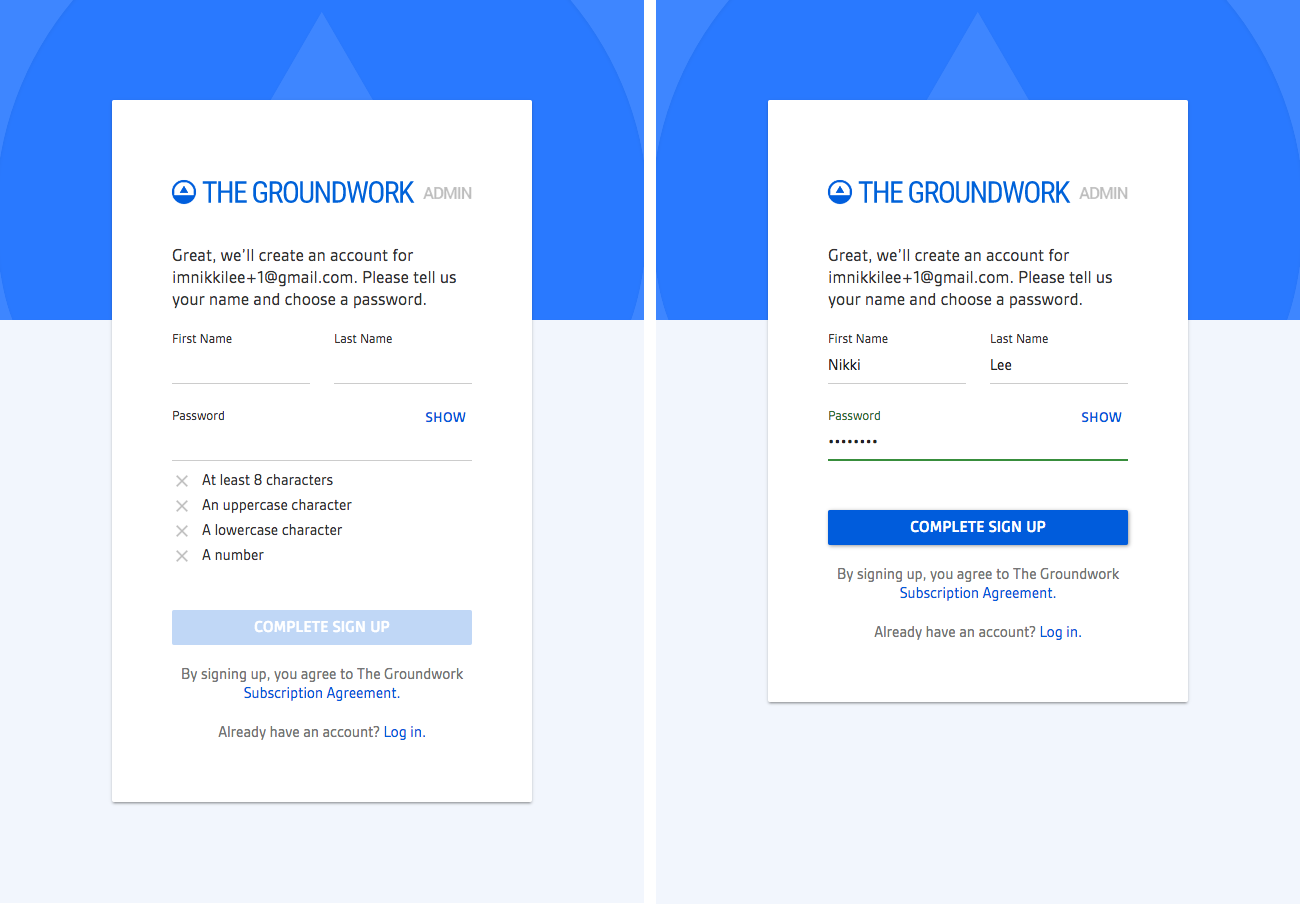 THE GROUNDWORK ADMIN
Great, we'll create an account for
imnikkilee+1@gmail.com. Please tell us
your name and choose a password.
First Name Last Name
Password SHOW
At least 8 characters
An uppercase character
A lowercase character
A number
COMPLETE SIGN UP
By signing up, you agree to The Groundwork
Subscription Agreement.
Already have an account? Log in.
THE GROUNDWORK ADMIN
Great, we'll create an account for
imnikkilee+1@gmail.com. Please tell us
your name and choose a password.
First Name Last Name
Nikki Lee
Password SHOW
••••••••
COMPLETE SIGN UP
By signing up, you agree to The Groundwork
Subscription Agreement.
Already have an account? Log in.